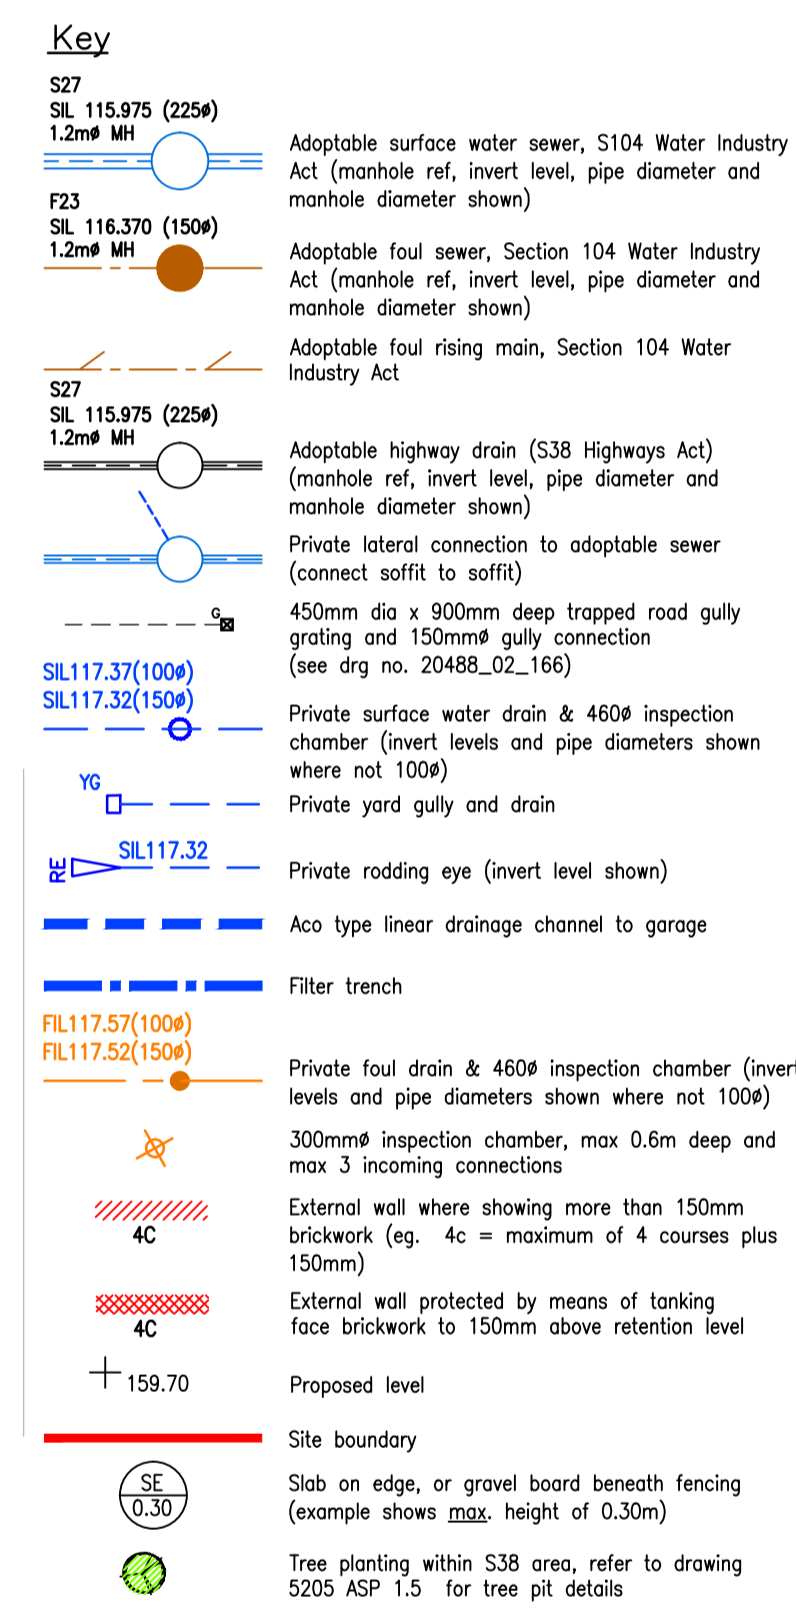 Key
S27
SIL 115.975 (225ø)
1.2mø MH
Adoptable surface water sewer, S104 Water Industry
Act (manhole ref, invert level, pipe diameter and
manhole diameter shown)
F23
SIL 116.370 (150ø)
1.2mø MH
Adoptable foul sewer, Section 104 Water Industry
Act (manhole ref, invert level, pipe diameter and
manhole diameter shown)
Adoptable foul rising main, Section 104 Water
Industry Act
S27
SIL 115.975 (225ø)
1.2mø MH
Adoptable highway drain (S38 Highways Act)
(manhole ref, invert level, pipe diameter and
manhole diameter shown)
Private lateral connection to adoptable sewer
(connect soffit to soffit)
G
450mm dia x 900mm deep trapped road gully
grating and 150mmø gully connection
(see drg no. 20488_02_166)
SIL117.37(100ø)
SIL117.32(150ø)
Private surface water drain & 460ø inspection
chamber (invert levels and pipe diameters shown
where not 100ø)
YG
Private yard gully and drain
RE
SIL117.32
Private rodding eye (invert level shown)
Aco type linear drainage channel to garage
Filter trench
FIL117.57(100ø)
FIL117.52(150ø)
Private foul drain & 460ø inspection chamber (invert
levels and pipe diameters shown where not 100ø)
300mmø inspection chamber, max 0.6m deep and
max 3 incoming connections
4C
External wall where showing more than 150mm
brickwork (eg. 4c = maximum of 4 courses plus
150mm)
4C
External wall protected by means of tanking
face brickwork to 150mm above retention level
159.70
Proposed level
Site boundary
SE
0.30
Slab on edge, or gravel board beneath fencing
(example shows max. height of 0.30m)
Tree planting within S38 area, refer to drawing
5205 ASP 1.5 for tree pit details